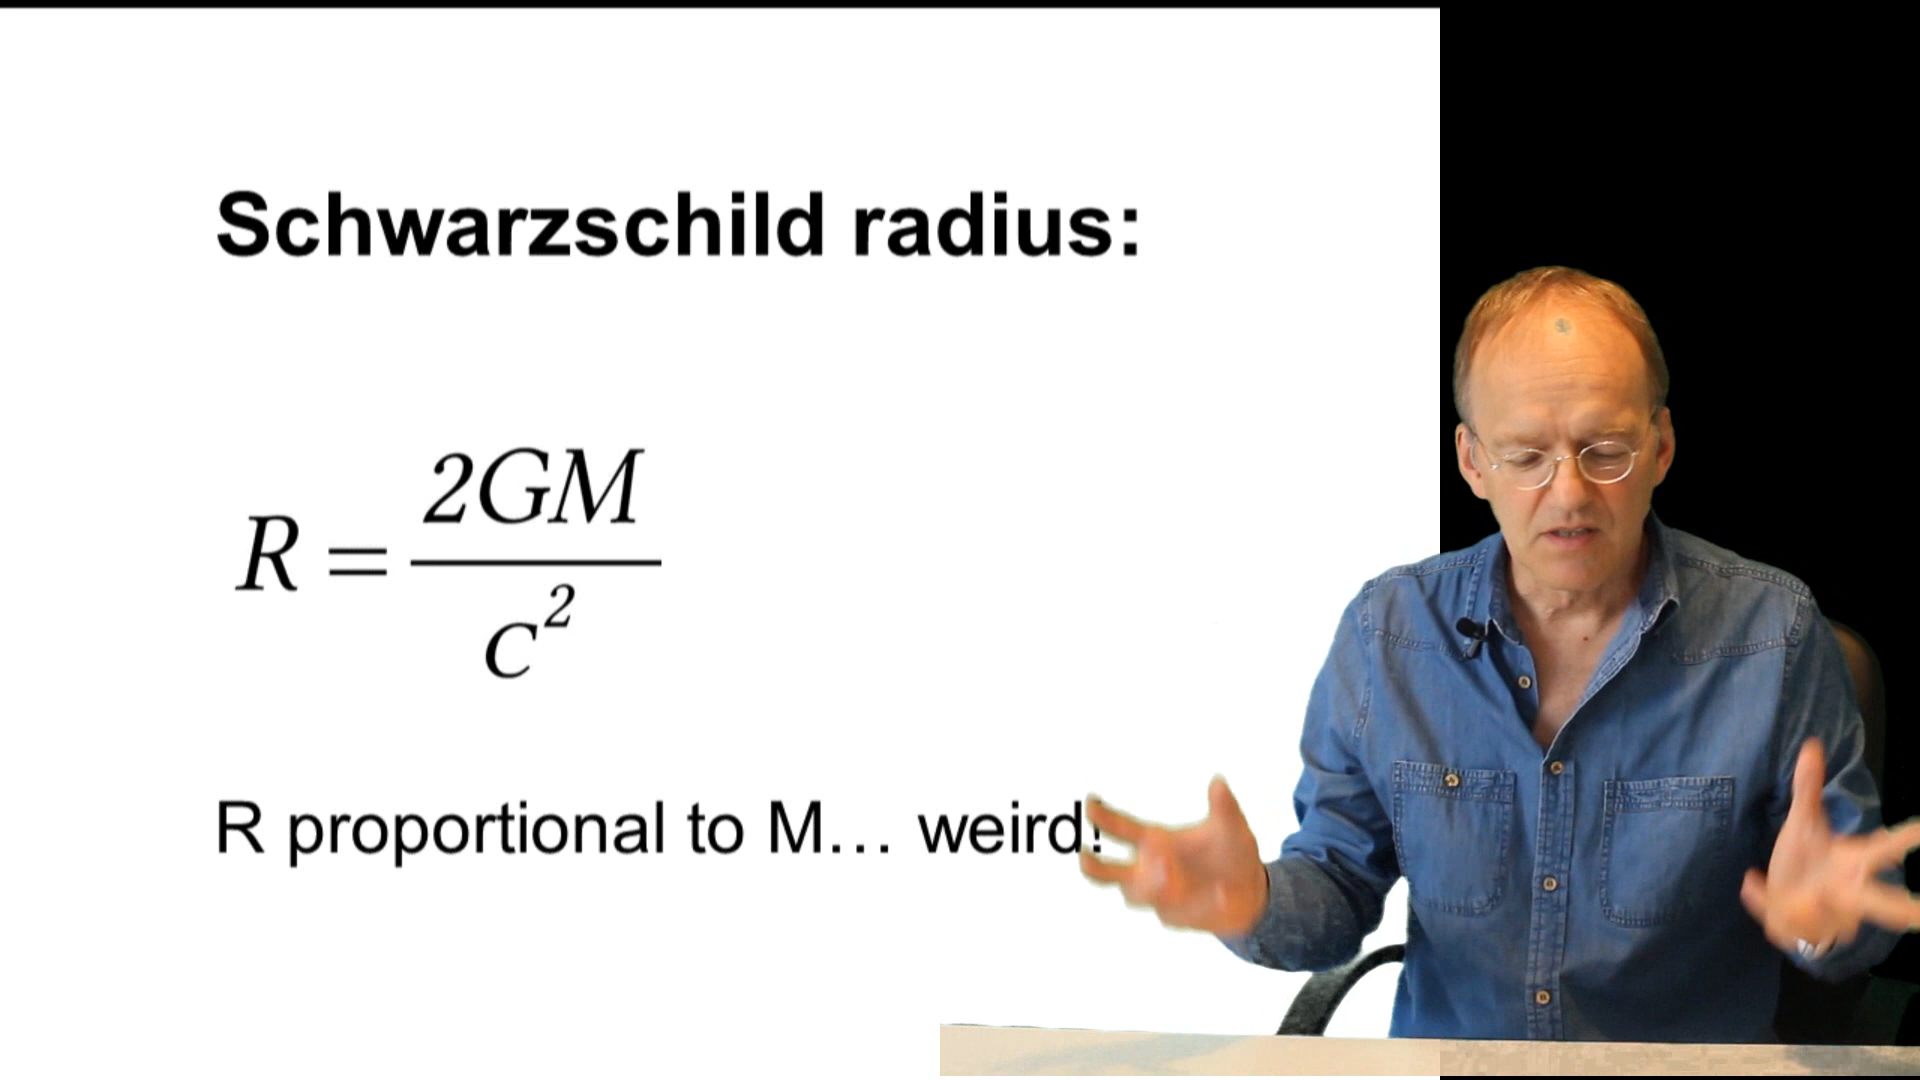 Schwarzschild radius:
R = 2GM / c²
R proportional to M… weird!